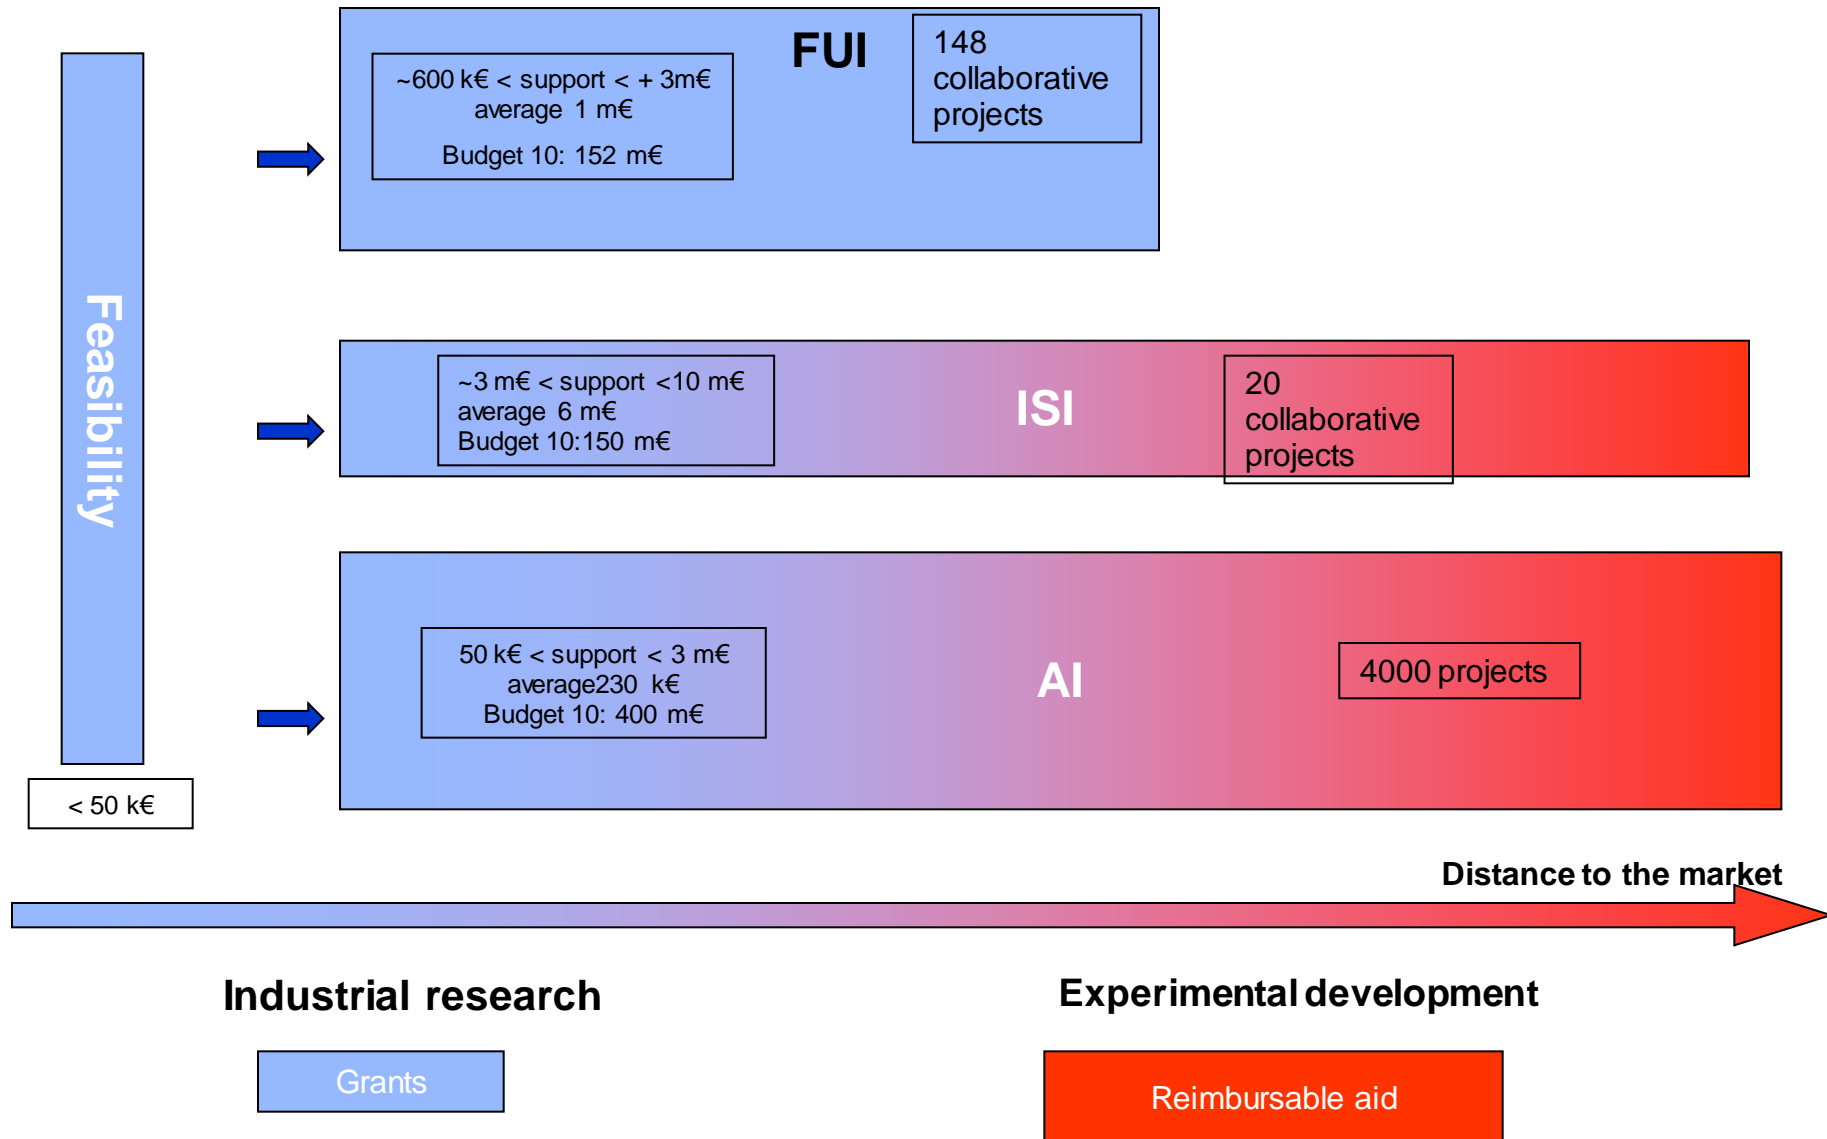 FUI
~600 k€ < support < + 3m€
average 1 m€
Budget 10: 152 m€
148
collaborative
projects
Feasibility
< 50 k€
~3 m€ < support <10 m€
average 6 m€
Budget 10:150 m€
ISI
20
collaborative
projects
50 k€ < support < 3 m€
average230 k€
Budget 10: 400 m€
AI
4000 projects
Distance to the market
Industrial research
Experimental development
Grants
Reimbursable aid